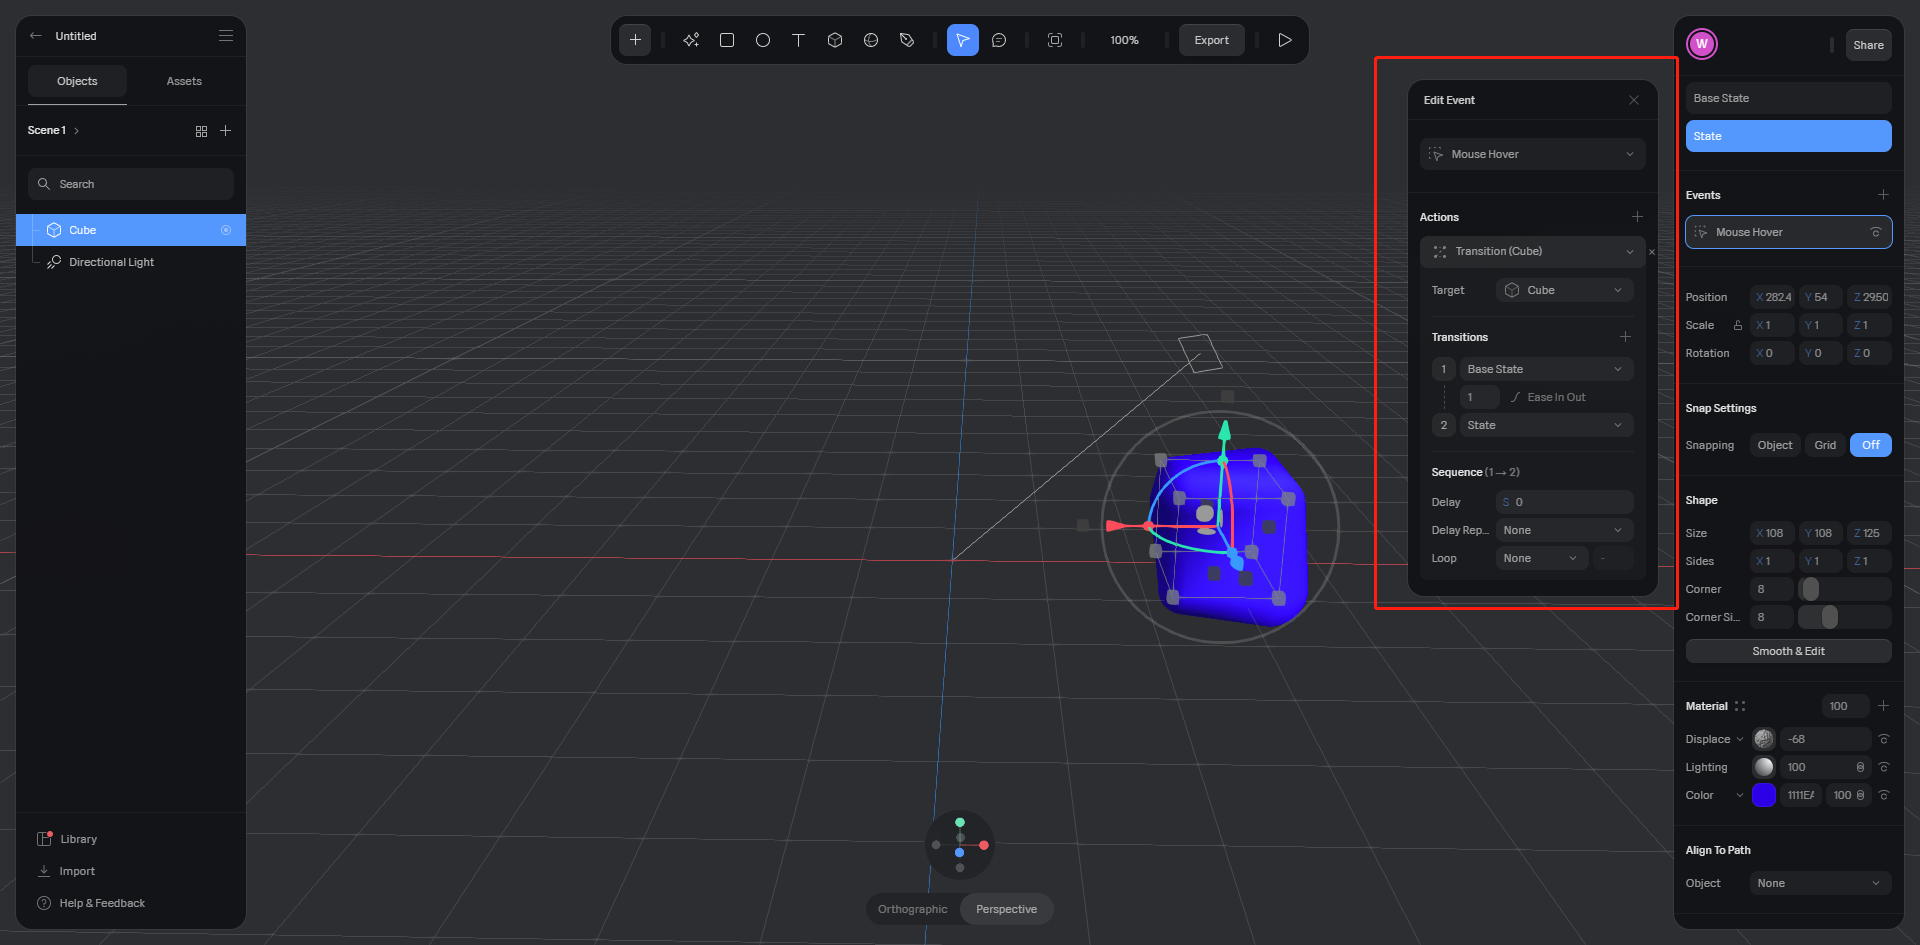 Untitled
Objects
Assets
Scene 1
Search
Cube
Directional Light
Library
Import
Help & Feedback
100%
Export
Orthographic
Perspective
Edit Event
Mouse Hover
Actions
Transition (Cube)
Target
Cube
Transitions
1
Base State
1
Ease In Out
2
State
Sequence (1→2)
Delay
S 0
Delay Rep...
None
Loop
None
-
W
Share
Base State
State
Events
Mouse Hover
Position
X 282.4
Y 54
Z 29.50
Scale
X 1
Y 1
Z 1
Rotation
X 0
Y 0
Z 0
Snap Settings
Snapping
Object
Grid
Off
Shape
Size
X 108
Y 108
Z 125
Sides
X 1
Y 1
Z 1
Corner
8
Corner Si...
8
Smooth & Edit
Material
100
Displace
-68
Lighting
100
Color
1111EA
100
Align To Path
Object
None